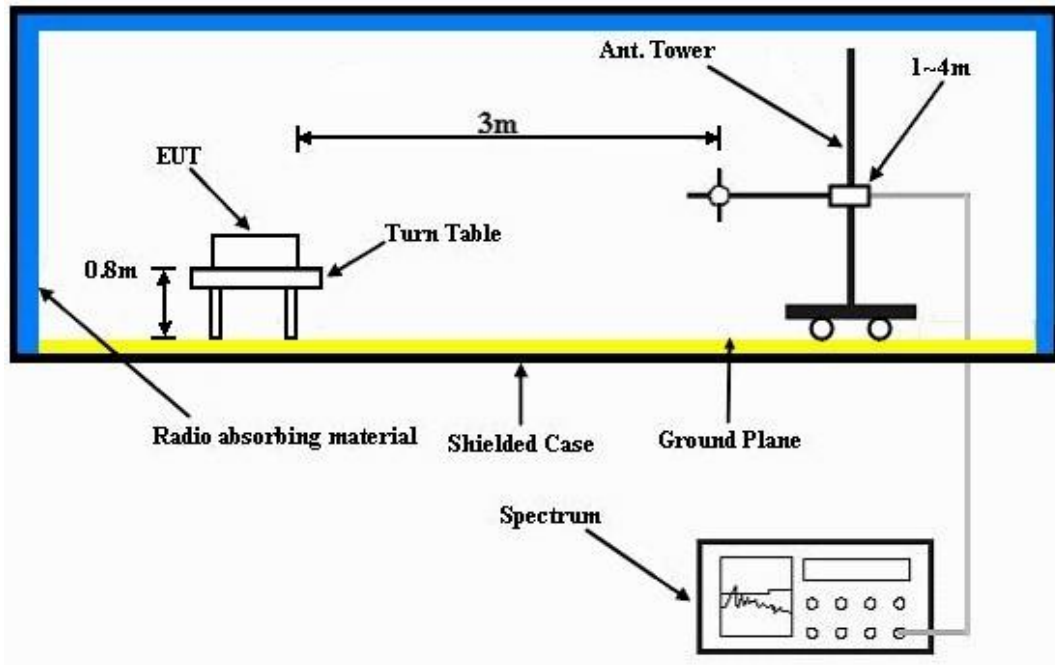 Ant. Tower
1~4m
3m
EUT
Turn Table
0.8m
Radio absorbing material
Shielded Case
Ground Plane
Spectrum